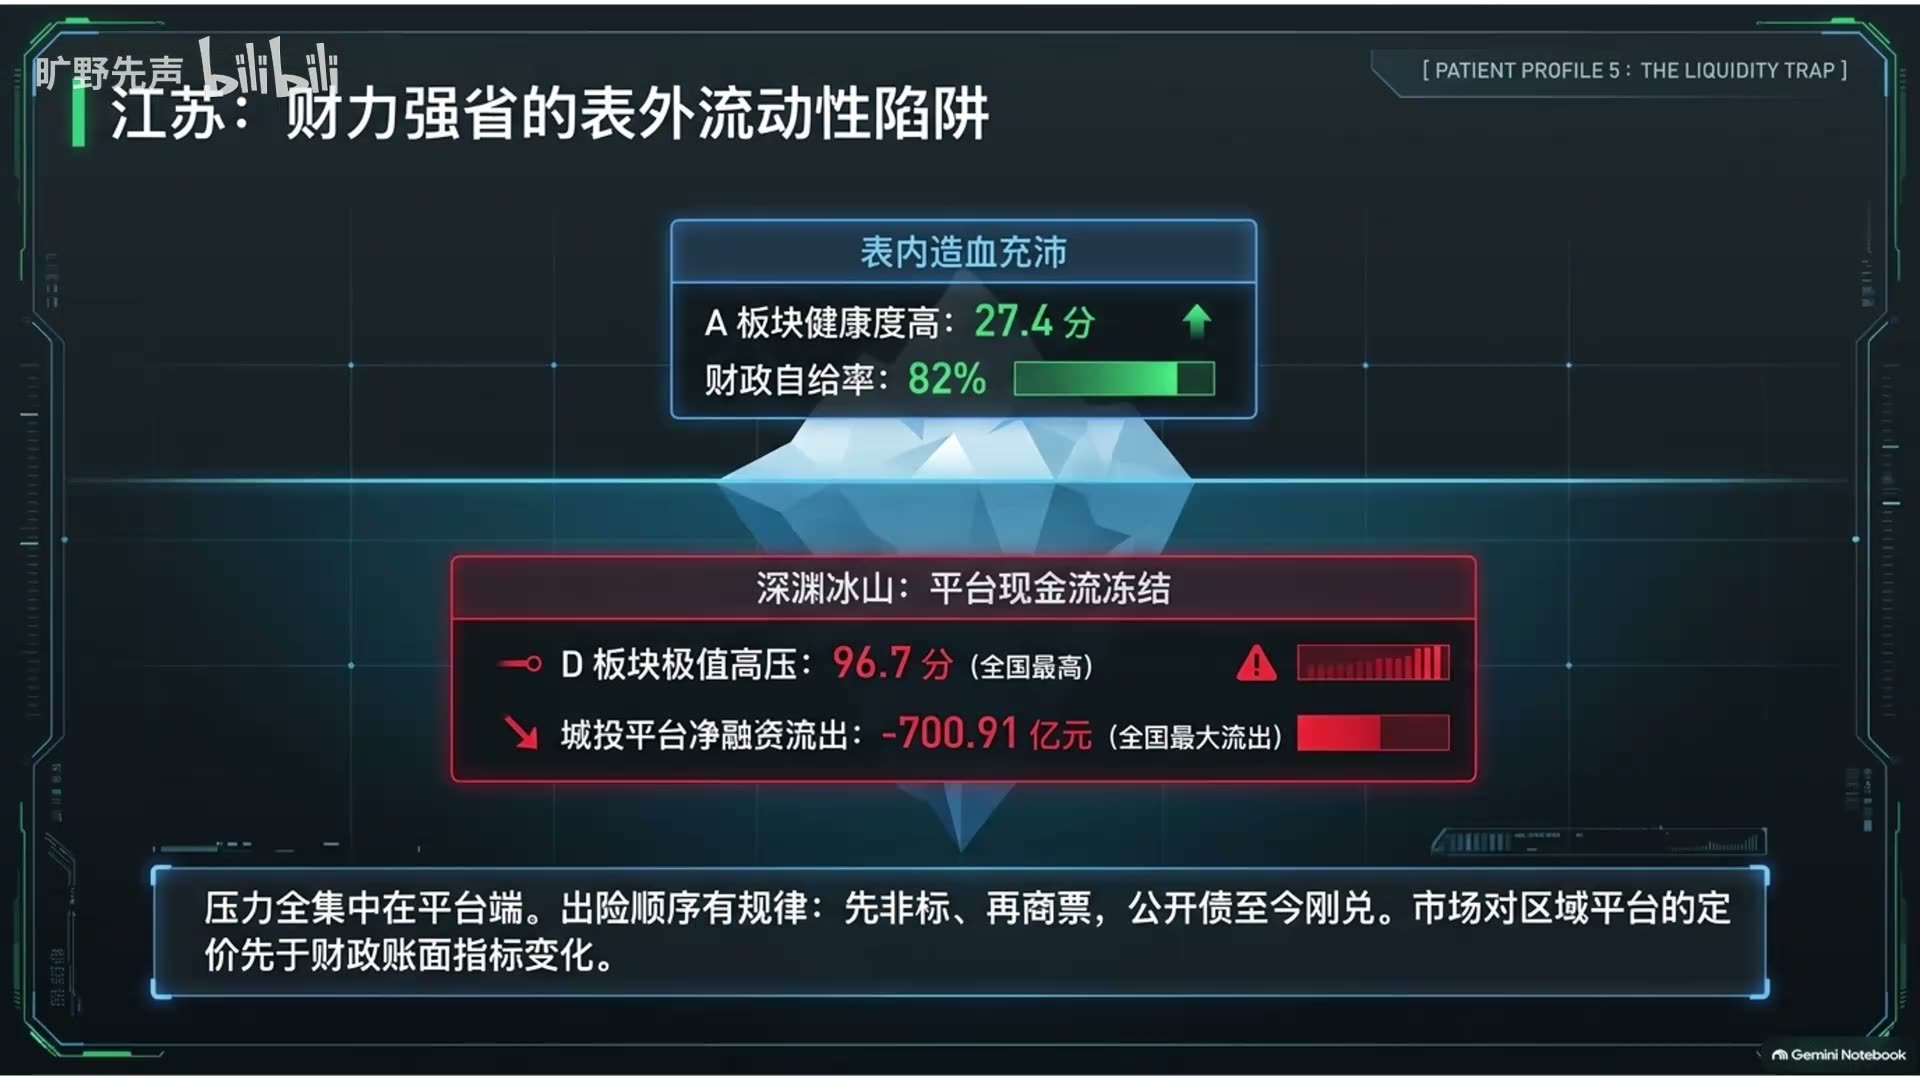 旷野先声 bilibili
[ PATIENT PROFILE 5 : THE LIQUIDITY TRAP ]
江苏：财力强省的表外流动性陷阱
表内造血充沛
A 板块健康度高：27.4 分
财政自给率：82%
深渊冰山：平台现金流冻结
D 板块极值高压：96.7 分 (全国最高)
城投平台净融资流出：-700.91 亿元 (全国最大流出)
压力全集中在平台端。出险顺序有规律：先非标、再商票，公开债至今刚兑。市场对区域平台的定
价先于财政账面指标变化。
Gemini Notebook